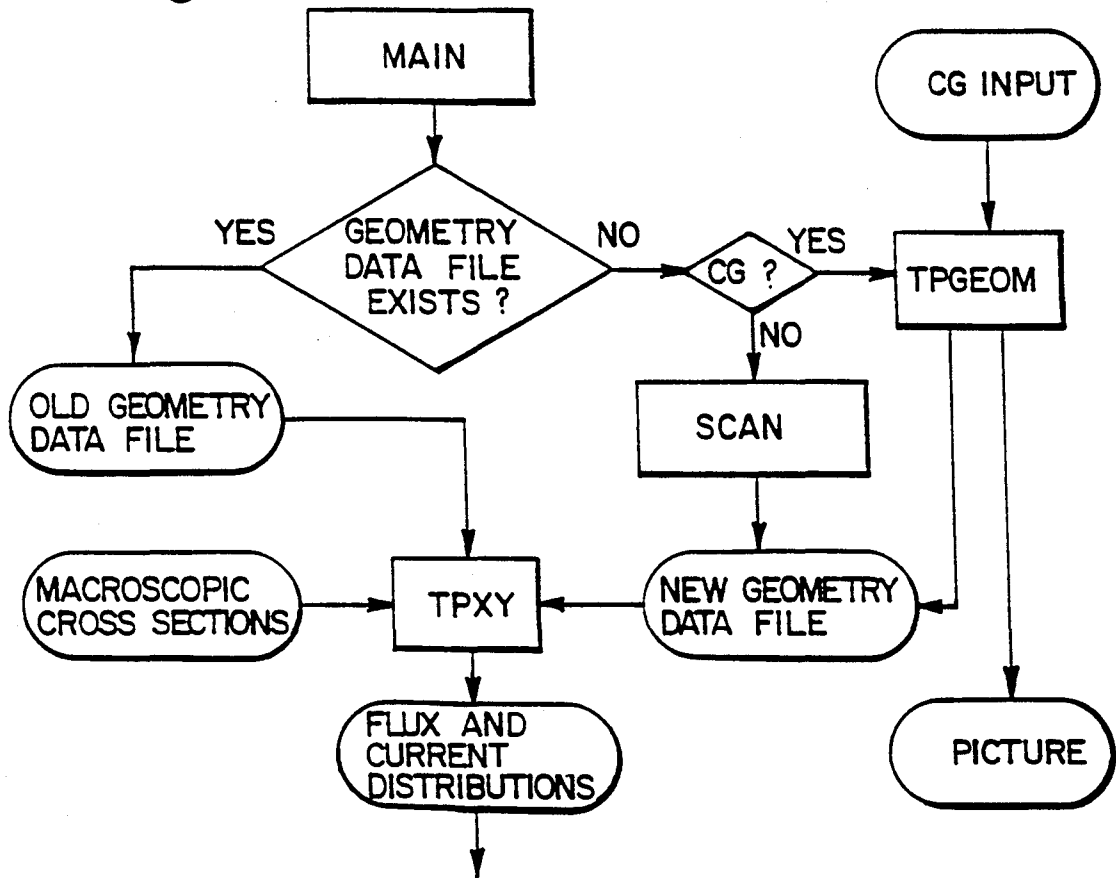 MAIN
CG INPUT
YES
GEOMETRY
DATA FILE
EXISTS ?
NO
CG ?
YES
TPGEOM
NO
OLD GEOMETRY
DATA FILE
SCAN
MACROSCOPIC
CROSS SECTIONS
TPXY
NEW GEOMETRY
DATA FILE
FLUX AND
CURRENT
DISTRIBUTIONS
PICTURE